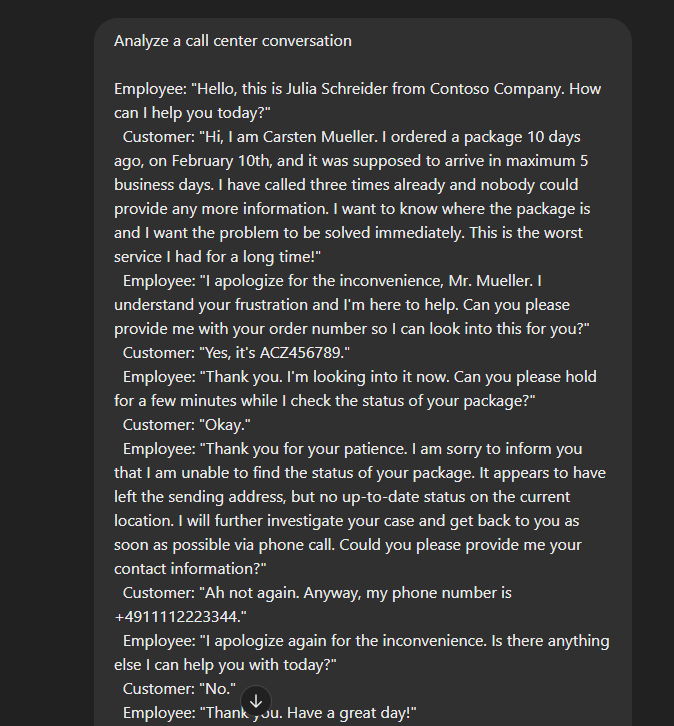 Analyze a call center conversation
Employee: "Hello, this is Julia Schreider from Contoso Company. How
can I help you today?"
Customer: "Hi, I am Carsten Mueller. I ordered a package 10 days
ago, on February 10th, and it was supposed to arrive in maximum 5
business days. I have called three times already and nobody could
provide any more information. I want to know where the package is
and I want the problem to be solved immediately. This is the worst
service I had for a long time!"
Employee: "I apologize for the inconvenience, Mr. Mueller. I
understand your frustration and I'm here to help. Can you please
provide me with your order number so I can look into this for you?"
Customer: "Yes, it's ACZ456789."
Employee: "Thank you. I'm looking into it now. Can you please hold
for a few minutes while I check the status of your package?"
Customer: "Okay."
Employee: "Thank you for your patience. I am sorry to inform you
that I am unable to find the status of your package. It appears to have
left the sending address, but no up-to-date status on the current
location. I will further investigate your case and get back to you as
soon as possible via phone call. Could you please provide me your
contact information?"
Customer: "Ah not again. Anyway, my phone number is
+4911112223344."
Employee: "I apologize again for the inconvenience. Is there anything
else I can help you with today?"
Customer: "No."
Employee: "Thank you. Have a great day!"